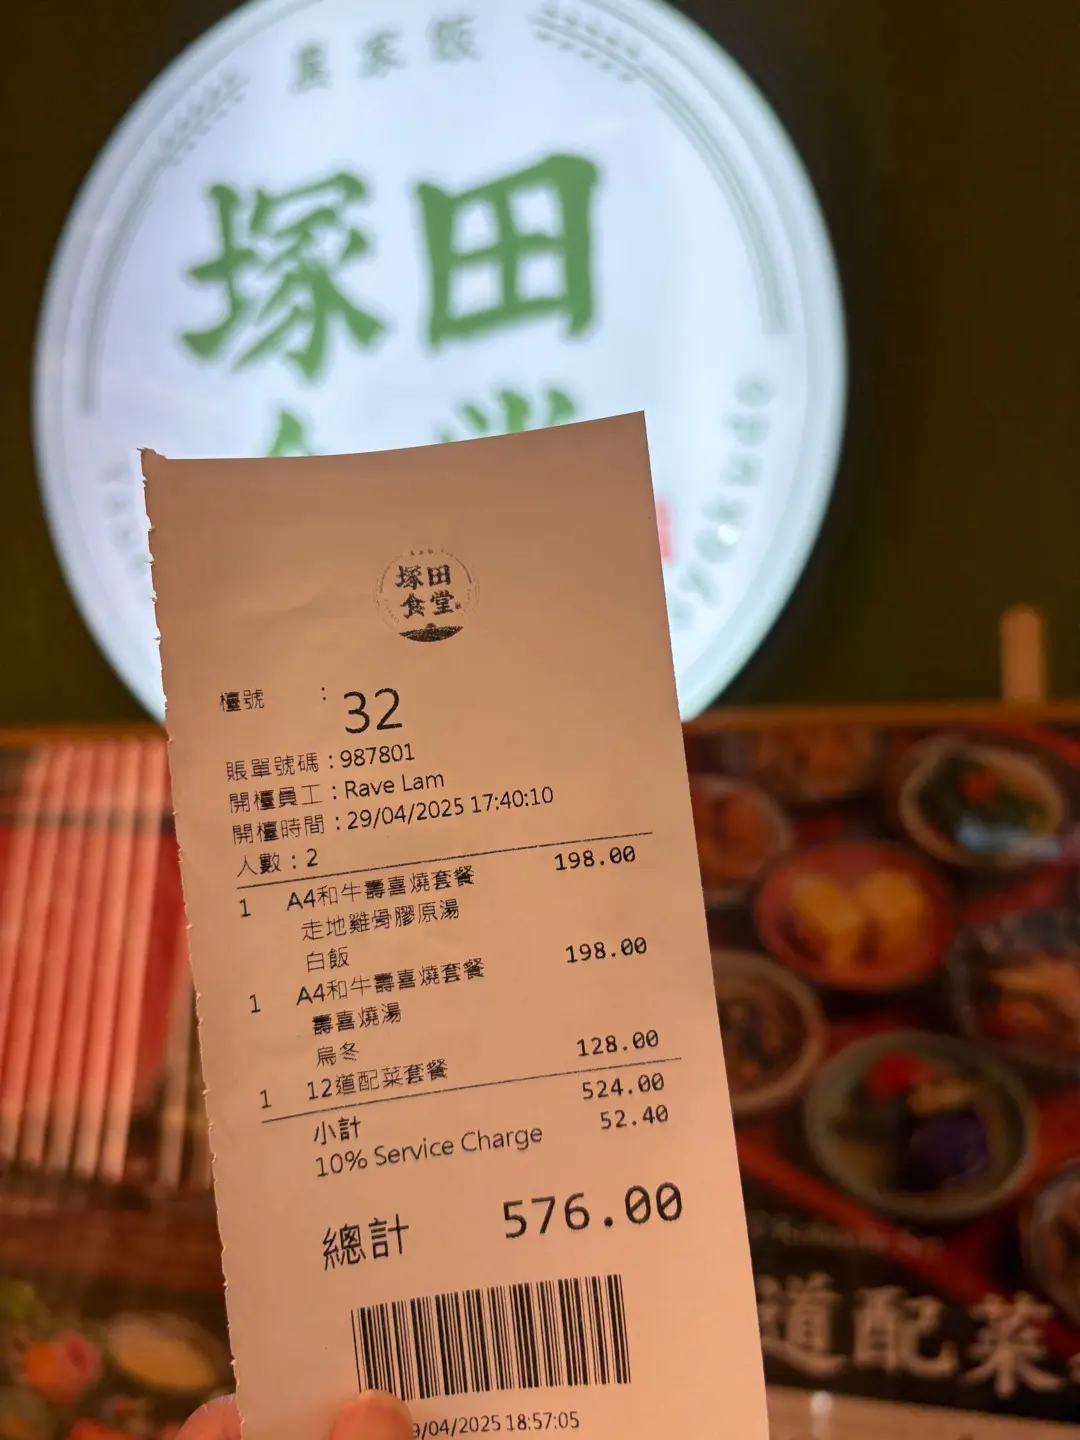 農家飯
塚田
塚田
食堂
檯號 : 32
賬單號碼 : 987801
開檯員工 : Rave Lam
開檯時間 : 29/04/2025 17:40:10
人數 : 2
1 A4和牛壽喜燒套餐 198.00
走地雞骨膠原湯
白飯
1 A4和牛壽喜燒套餐 198.00
壽喜燒湯
烏冬
1 12道配菜套餐 128.00
小計 524.00
10% Service Charge 52.40
總計 576.00
9/04/2025 18:57:05
道配菜